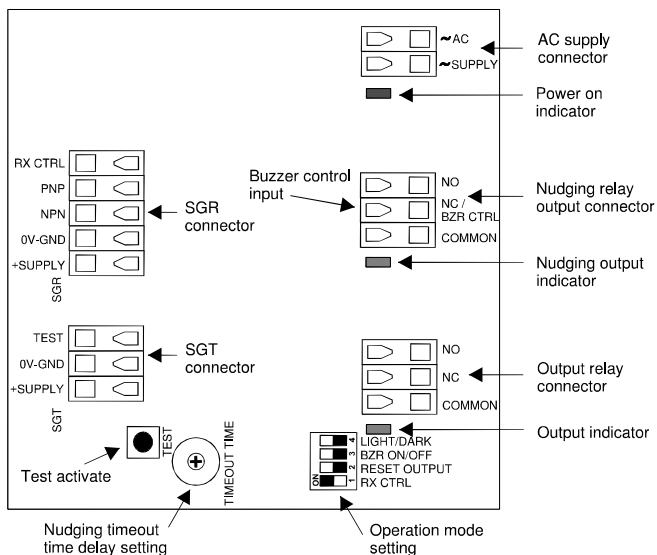 ~AC
~SUPPLY
AC supply
connector
Power on
indicator
RX CTRL
PNP
NPN
0V-GND
+SUPPLY
SGR
SGR
connector
Buzzer control
input
NO
NC /
BZR CTRL
COMMON
Nudging relay
output connector
Nudging output
indicator
TEST
0V-GND
+SUPPLY
SGT
SGT
connector
NO
NC
COMMON
Output relay
connector
Output indicator
TEST
Test activate
TIMEOUT TIME
Nudging timeout
time delay setting
4 LIGHT/DARK
3 BZR ON/OFF
2 RESET OUTPUT
1 RX CTRL
ON
Operation mode
setting